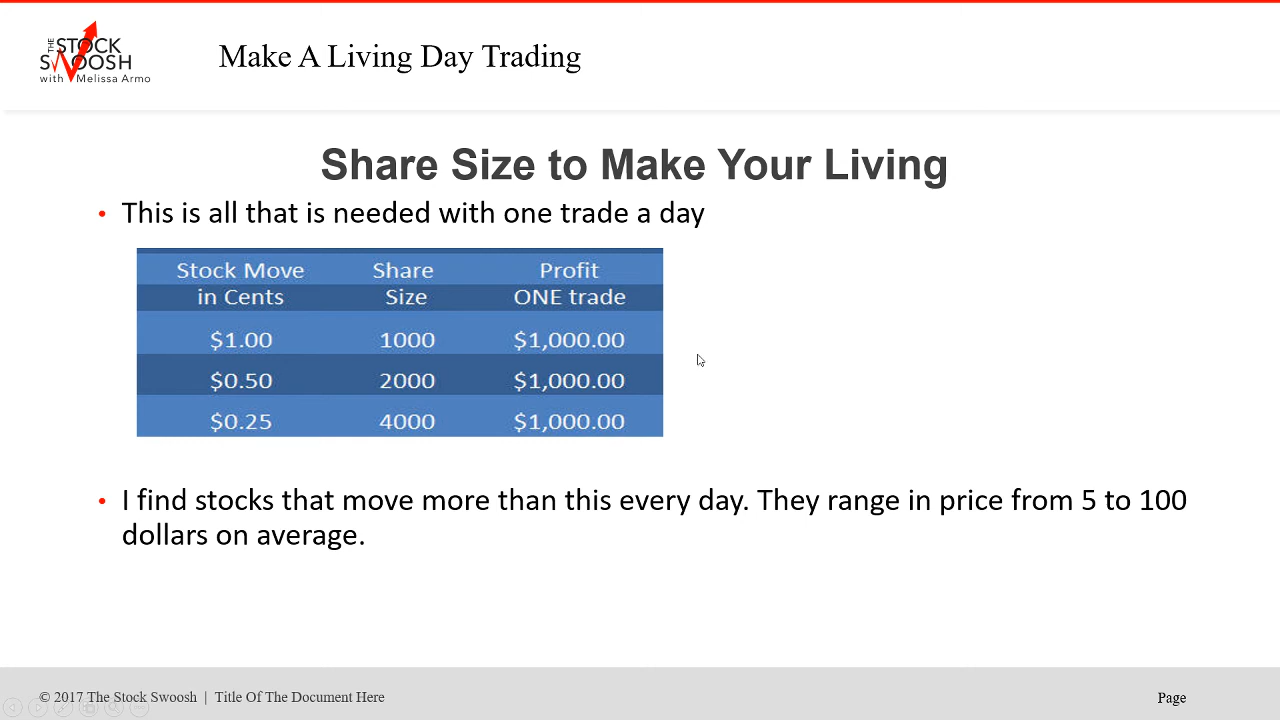 THE STOCK
SWOOSH
with Melissa Armo
Make A Living Day Trading
Share Size to Make Your Living
• This is all that is needed with one trade a day
Stock Move Share Profit
in Cents Size ONE trade
$1.00 1000 $1,000.00
$0.50 2000 $1,000.00
$0.25 4000 $1,000.00
• I find stocks that move more than this every day. They range in price from 5 to 100
dollars on average.
© 2017 The Stock Swoosh | Title Of The Document Here
Page